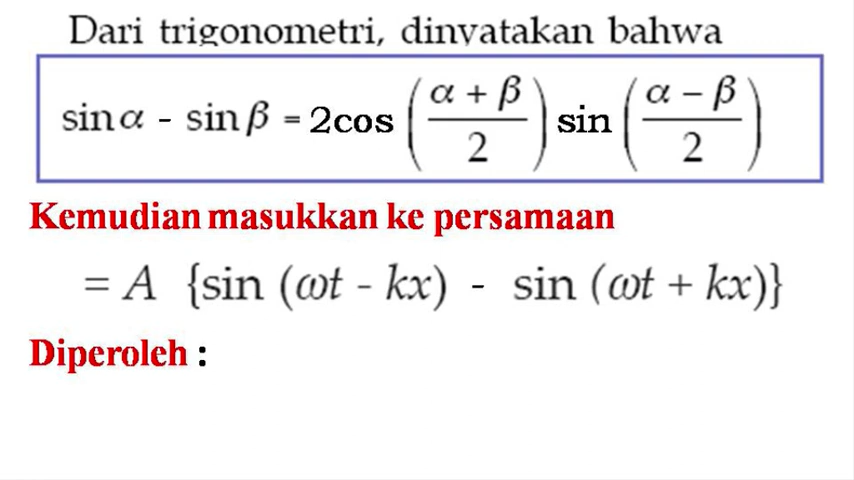 Dari trigonometri, dinyatakan bahwa
sin α - sin β = 2cos ((α + β)/2) sin ((α − β)/2)
Kemudian masukkan ke persamaan
= A {sin (ωt - kx) - sin (ωt + kx)}
Diperoleh :